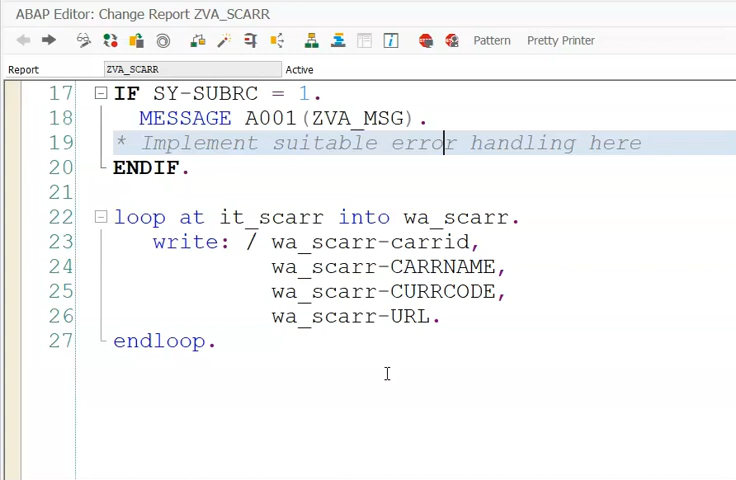 ABAP Editor: Change Report ZVA_SCARR
Pattern Pretty Printer
Report ZVA_SCARR Active
17 IF SY-SUBRC = 1.
18 MESSAGE A001(ZVA_MSG).
19 * Implement suitable error handling here
20 ENDIF.
21
22 loop at it_scarr into wa_scarr.
23 write: / wa_scarr-carrid,
24 wa_scarr-CARRNAME,
25 wa_scarr-CURRCODE,
26 wa_scarr-URL.
27 endloop.